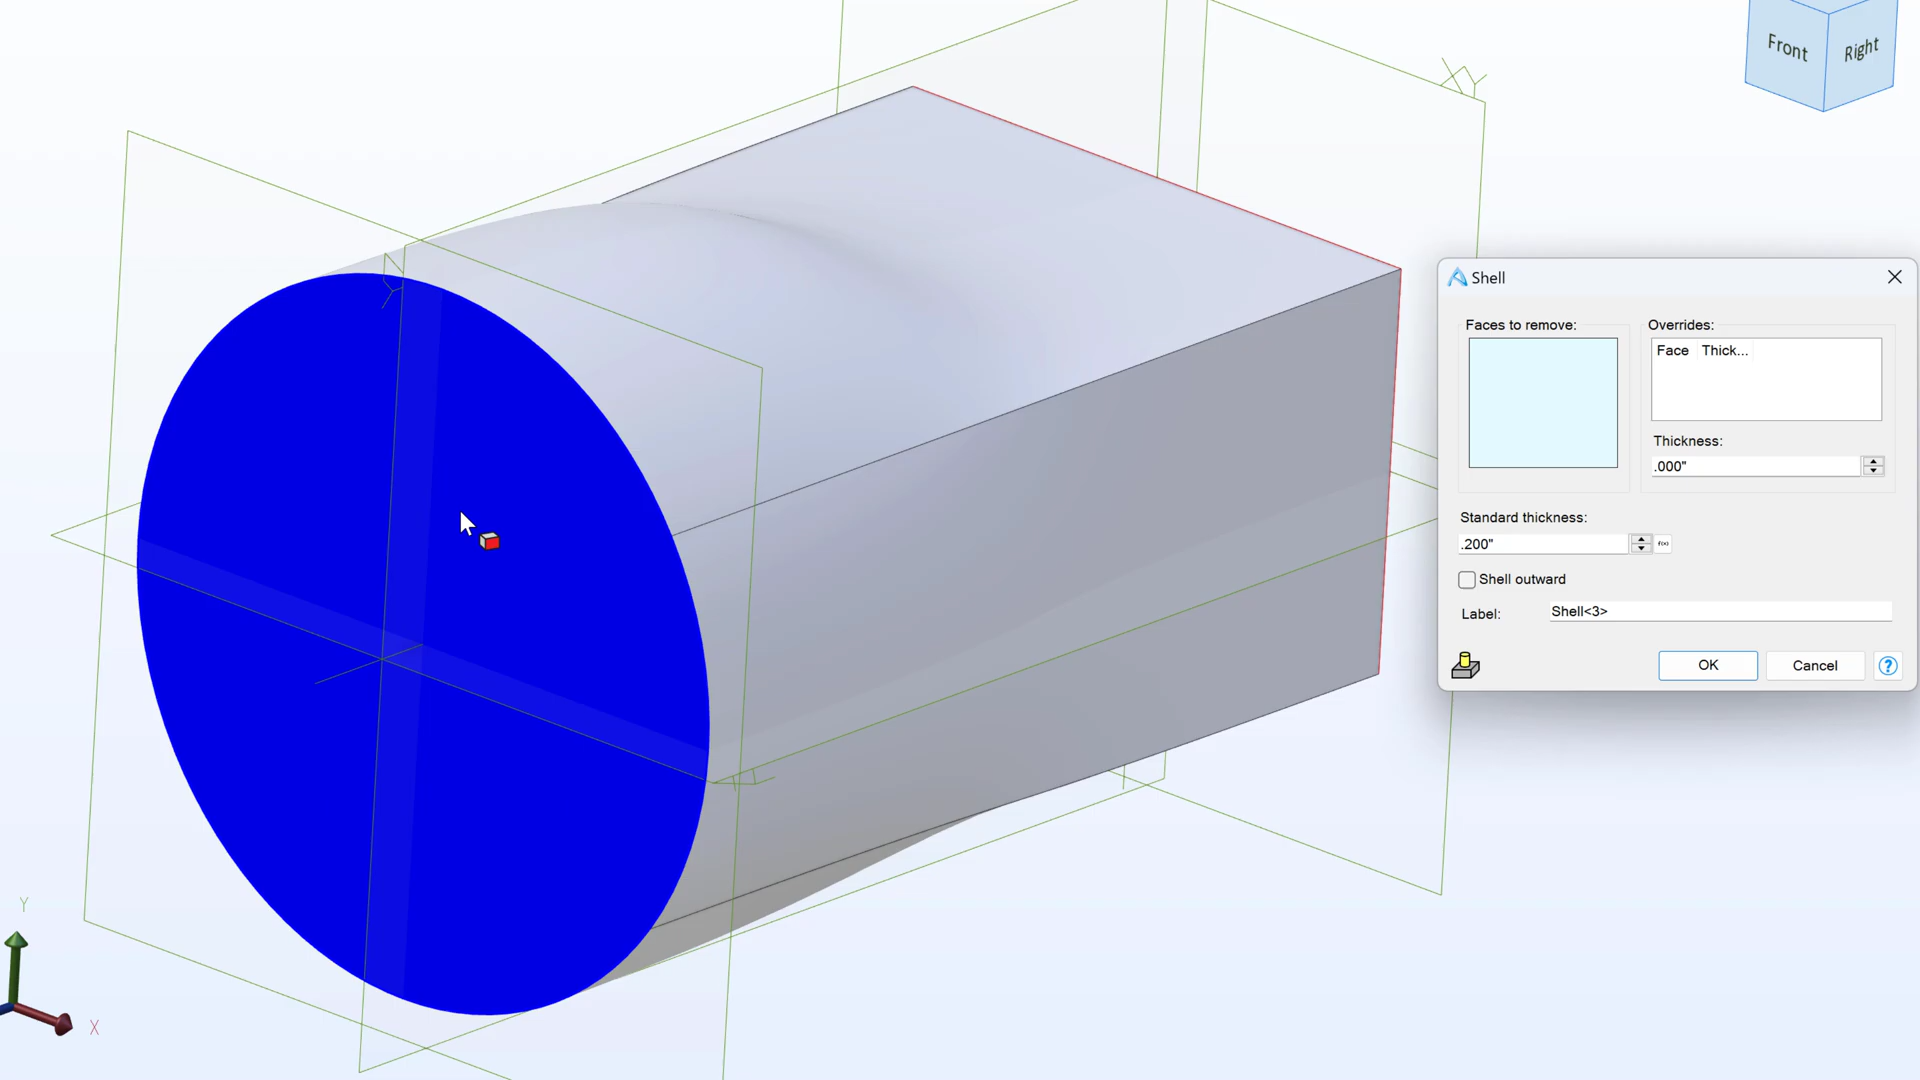 Front
Right
Shell
Faces to remove:
Overrides:
Face Thick...
Thickness:
.000"
Standard thickness:
.200"
f(x)
Shell outward
Label:
Shell<3>
OK
Cancel
?
Y
X